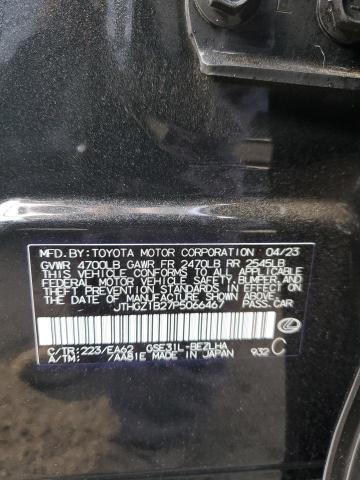 MFD. BY: TOYOTA MOTOR CORPORATION 04/23
GVWR 4700LB GAWR FR 2470LB RR 2545LB
THIS VEHICLE CONFORMS TO ALL APPLICABLE
FEDERAL MOTOR VEHICLE SAFETY, BUMPER, AND
THEFT PREVENTION STANDARDS IN EFFECT ON
THE DATE OF MANUFACTURE SHOWN ABOVE.
JTHGZ1B27P5066467 PASS.CAR
C/TR:223/EA62 GSE31L-BEZLHA
A/TM: /AA81E MADE IN JAPAN 932 C